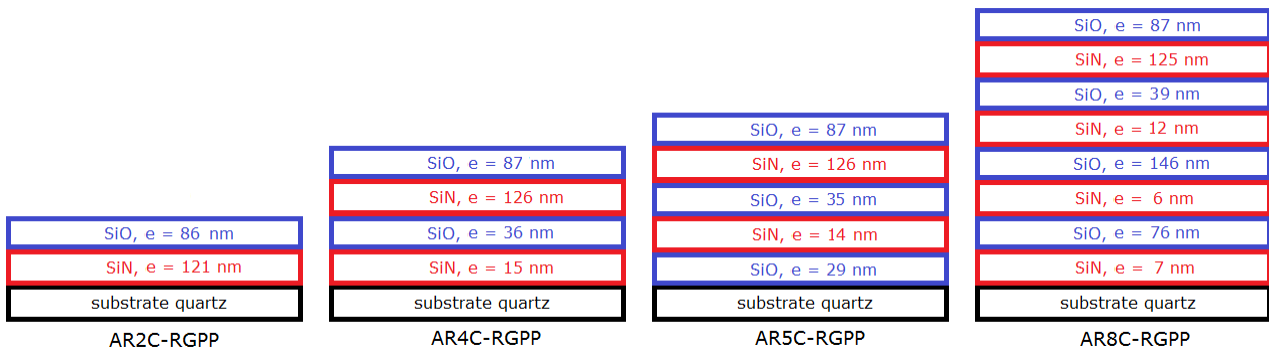 SiO, e = 86 nm
SiN, e = 121 nm
substrate quartz
AR2C-RGPP
SiO, e = 87 nm
SiN, e = 126 nm
SiO, e = 36 nm
SiN, e = 15 nm
substrate quartz
AR4C-RGPP
SiO, e = 87 nm
SiN, e = 126 nm
SiO, e = 35 nm
SiN, e = 14 nm
SiO, e = 29 nm
substrate quartz
AR5C-RGPP
SiO, e = 87 nm
SiN, e = 125 nm
SiO, e = 39 nm
SiN, e = 12 nm
SiO, e = 146 nm
SiN, e = 6 nm
SiO, e = 76 nm
SiN, e = 7 nm
substrate quartz
AR8C-RGPP